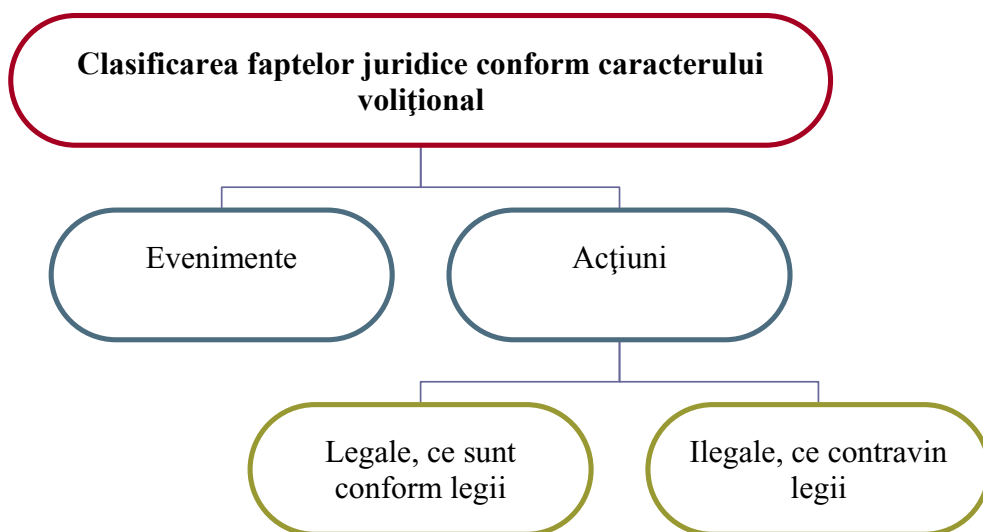 Clasificarea faptelor juridice conform caracterului
voliţional
Evenimente
Acţiuni
Legale, ce sunt
conform legii
Ilegale, ce contravin
legii